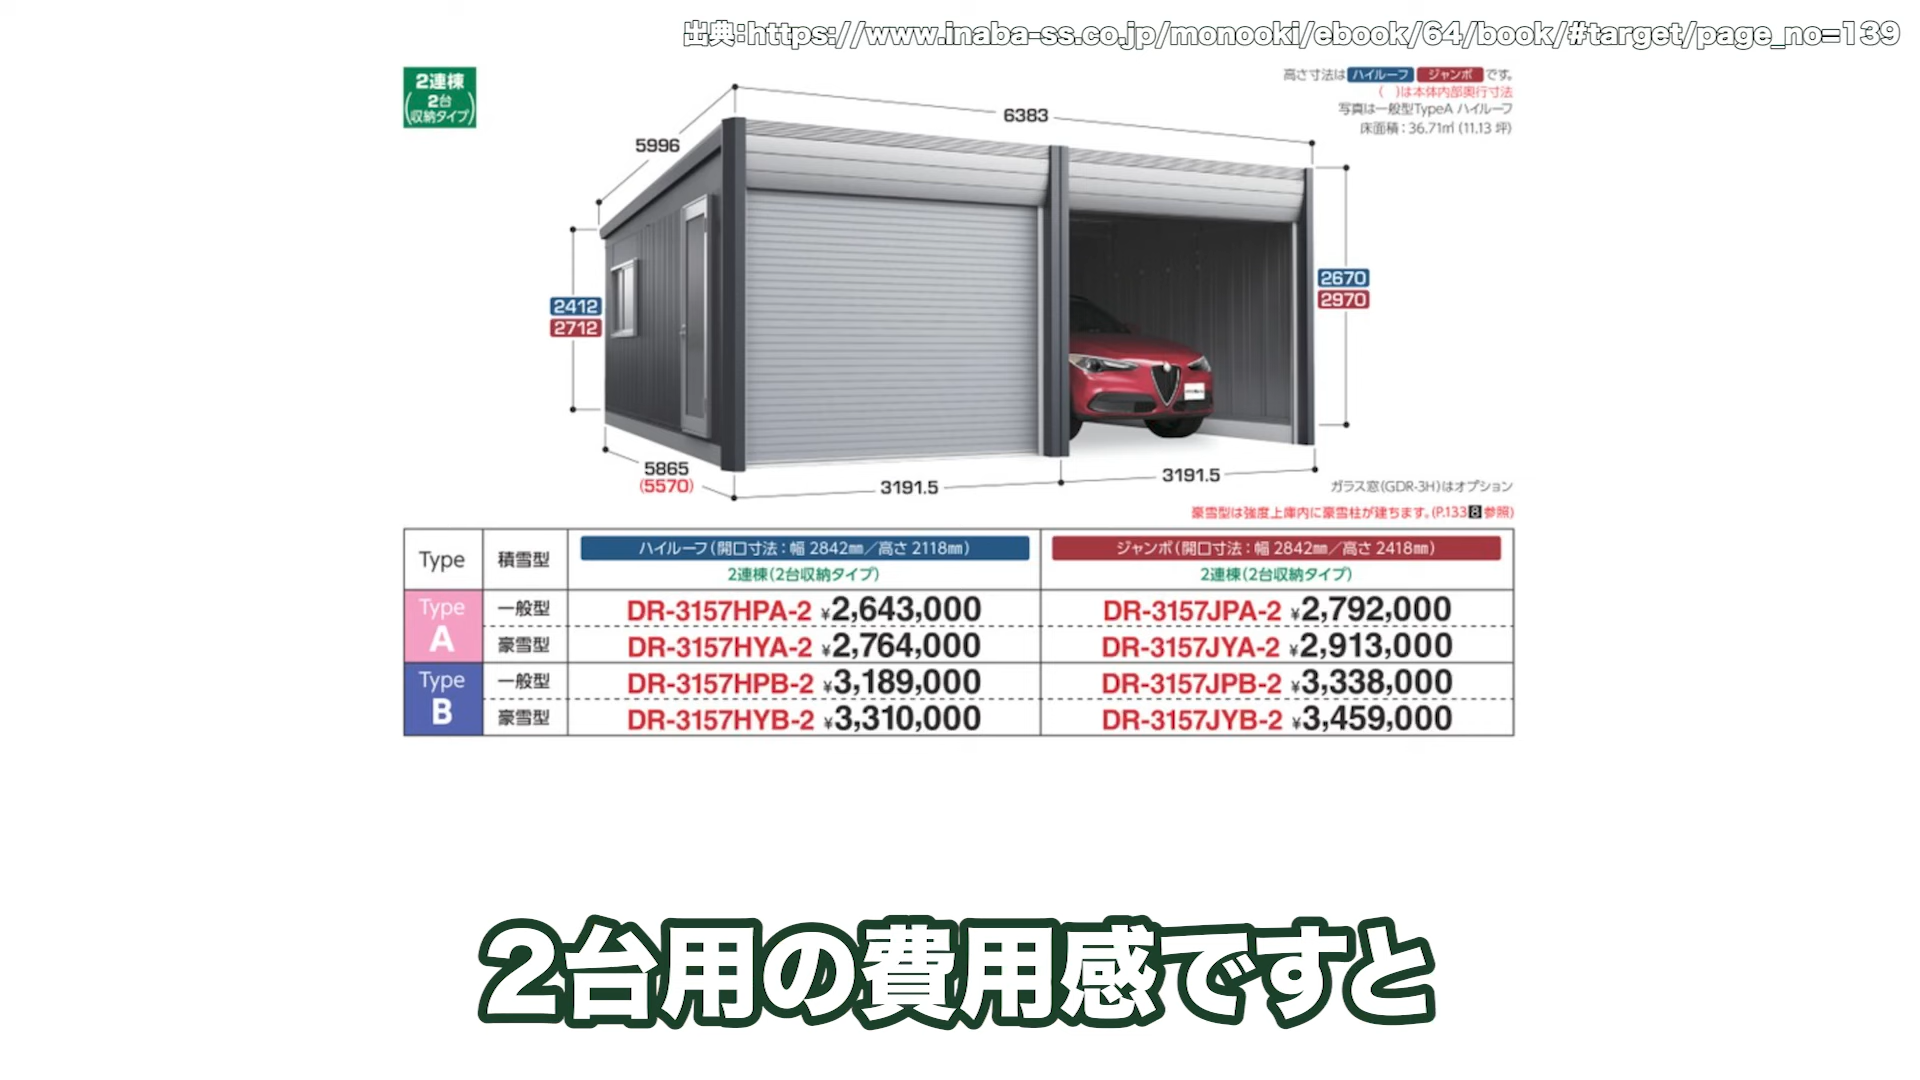 出典:https://www.inaba-ss.co.jp/monooki/ebook/64/book/#target/page_no=139
2連棟
(2台収納タイプ)
高さ寸法は ハイルーフ ジャンボ です。
( )は本体内部奥行寸法
写真は一般型TypeA ハイルーフ
床面積:36.71㎡ (11.13 坪)
6383
5996
2412
2712
2670
2970
5865
(5570)
3191.5
3191.5
ガラス窓(GDR-3H)はオプション
豪雪型は強度上庫内に豪雪柱が建ちます。(P.133 8 参照)
Type 積雪型 ハイルーフ(開口寸法:幅 2842㎜/高さ 2118㎜) ジャンボ(開口寸法:幅 2842㎜/高さ 2418㎜)
2連棟(2台収納タイプ) 2連棟(2台収納タイプ)
Type A 一般型 DR-3157HPA-2 ¥2,643,000 DR-3157JPA-2 ¥2,792,000
豪雪型 DR-3157HYA-2 ¥2,764,000 DR-3157JYA-2 ¥2,913,000
Type B 一般型 DR-3157HPB-2 ¥3,189,000 DR-3157JPB-2 ¥3,338,000
豪雪型 DR-3157HYB-2 ¥3,310,000 DR-3157JYB-2 ¥3,459,000
2台用の費用感ですと